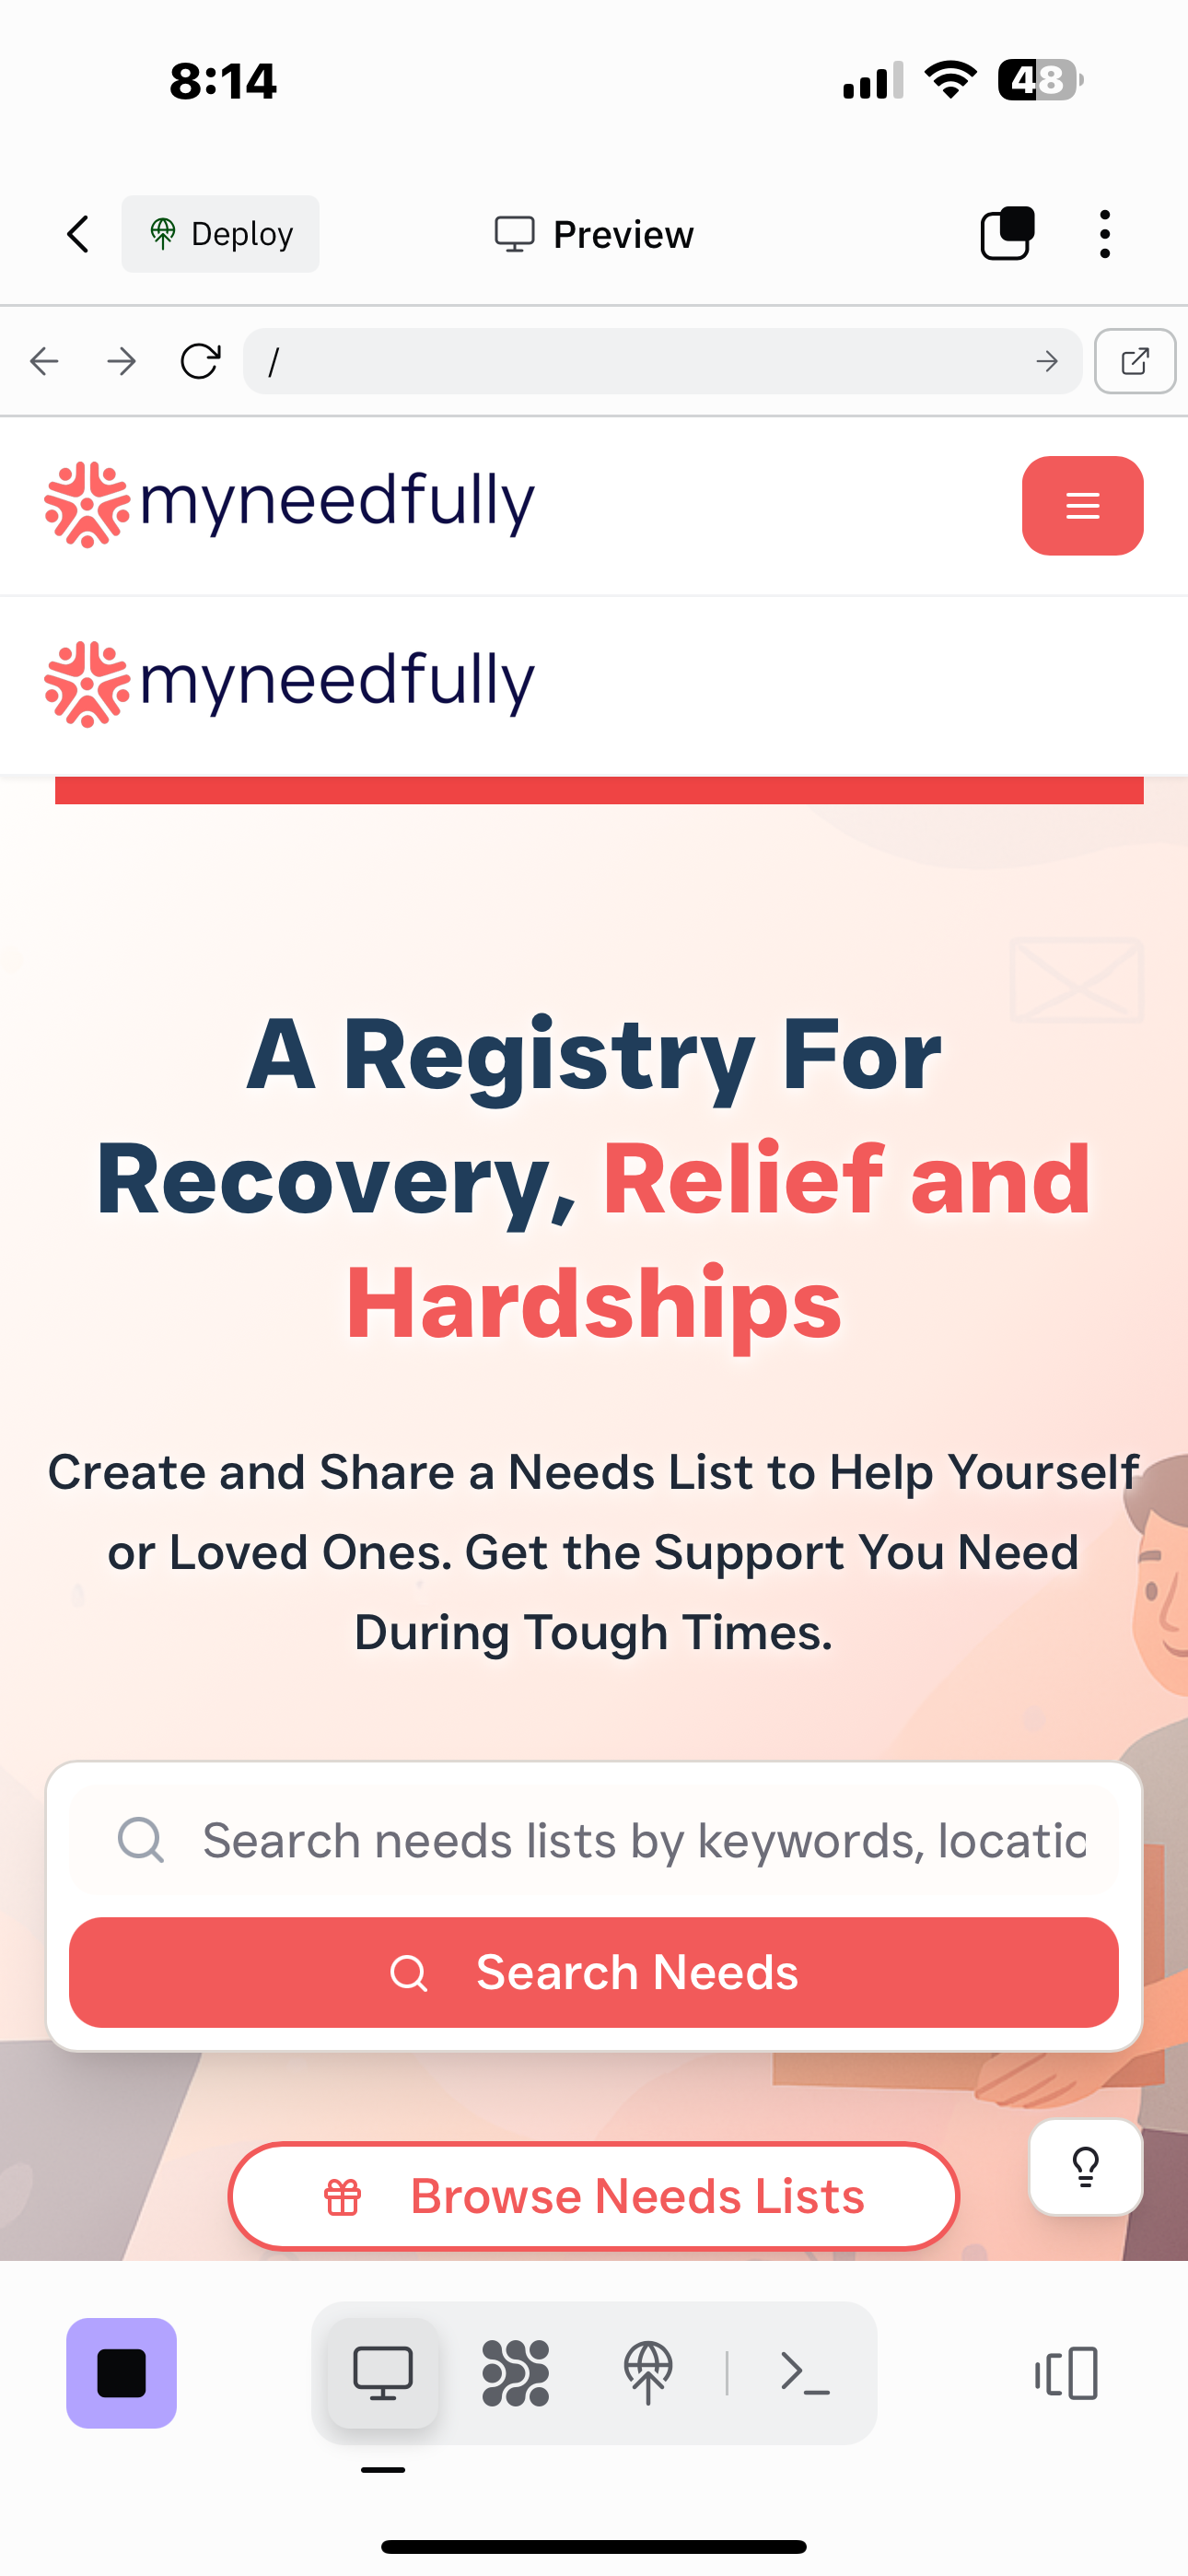 8:14
48
Deploy
Preview
/
myneedfully
myneedfully
A Registry For
Recovery, Relief and
Hardships
Create and Share a Needs List to Help Yourself
or Loved Ones. Get the Support You Need
During Tough Times.
Search needs lists by keywords, locatio
Search Needs
Browse Needs Lists